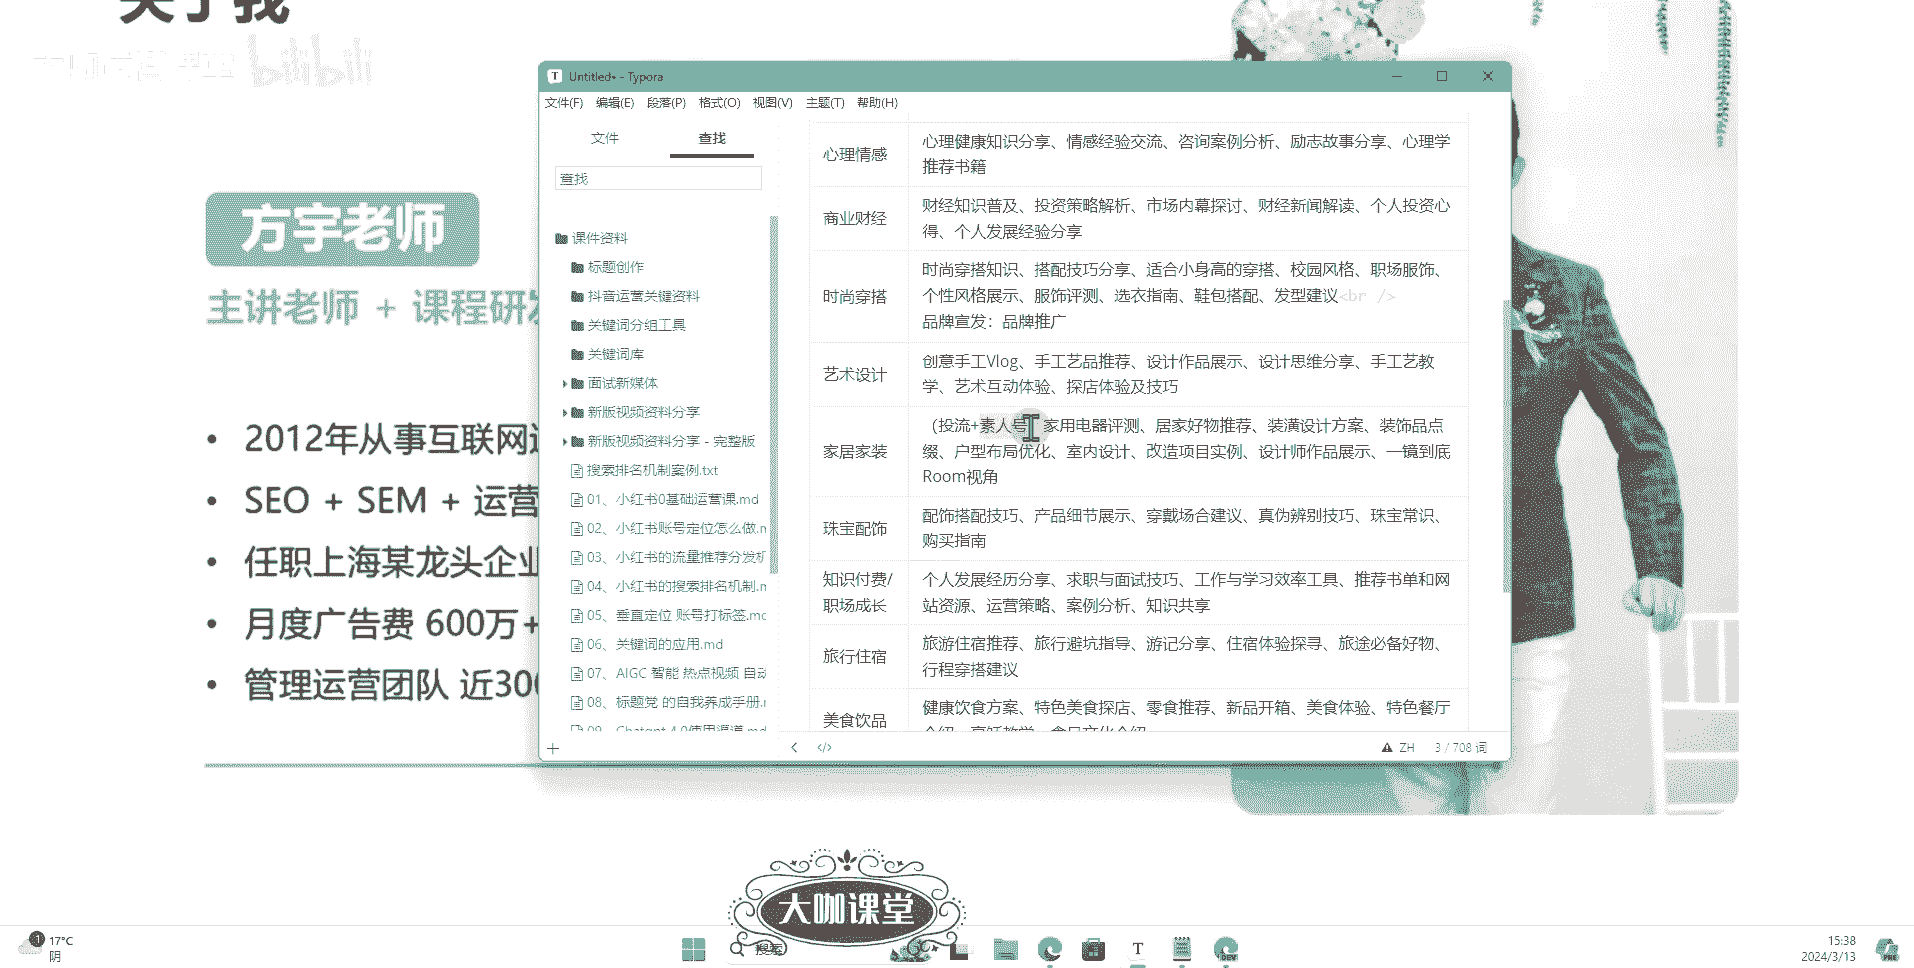 关于我
bilibili
方宇老师
主讲老师 + 课程研发
• 2012年从事互联网
• SEO + SEM + 运营
• 任职上海某龙头企业
• 月度广告费 600万+
• 管理运营团队 近300
Untitled• - Typora
文件(F) 编辑(E) 段落(P) 格式(O) 视图(V) 主题(T) 帮助(H)
文件 查找
查找
课件资料
标题创作
抖音运营关键资料
关键词分组工具
关键词库
面试新媒体
新版视频资料分享
新版视频资料分享 - 完整版
搜索排名机制案例.txt
01、小红书0基础运营课.md
02、小红书账号定位怎么做.m
03、小红书的流量推荐分发机
04、小红书的搜索排名机制.m
05、垂直定位 账号打标签.md
06、关键词的应用.md
07、AIGC 智能 热点视频 自动
08、标题党 的自我养成手册.
09、Chatgpt 4.0使用渠道.md
心理情感
心理健康知识分享、情感经验交流、咨询案例分析、励志故事分享、心理学
推荐书籍
商业财经
财经知识普及、投资策略解析、市场内幕探讨、财经新闻解读、个人投资心
得、个人发展经验分享
时尚穿搭
时尚穿搭知识、搭配技巧分享、适合小身高的穿搭、校园风格、职场服饰、
个性风格展示、服饰评测、选衣指南、鞋包搭配、发型建议<br />
品牌宣发：品牌推广
艺术设计
创意手工Vlog、手工艺品推荐、设计作品展示、设计思维分享、手工艺教
学、艺术互动体验、探店体验及技巧
家居家装
（投流+素人号 家用电器评测、居家好物推荐、装潢设计方案、装饰品点
缀、户型布局优化、室内设计、改造项目实例、设计师作品展示、一镜到底
Room视角
珠宝配饰
配饰搭配技巧、产品细节展示、穿戴场合建议、真伪辨别技巧、珠宝常识、
购买指南
知识付费/
职场成长
个人发展经历分享、求职与面试技巧、工作与学习效率工具、推荐书单和网
站资源、运营策略、案例分析、知识共享
旅行住宿
旅游住宿推荐、旅行避坑指导、游记分享、住宿体验探寻、旅途必备好物、
行程穿搭建议
美食饮品
健康饮食方案、特色美食探店、零食推荐、新品开箱、美食体验、特色餐厅
</> ZH 3 / 708 词
大咖课堂
1 17°C
阴
搜索
T
DEV
15:38
2024/3/13
PRE